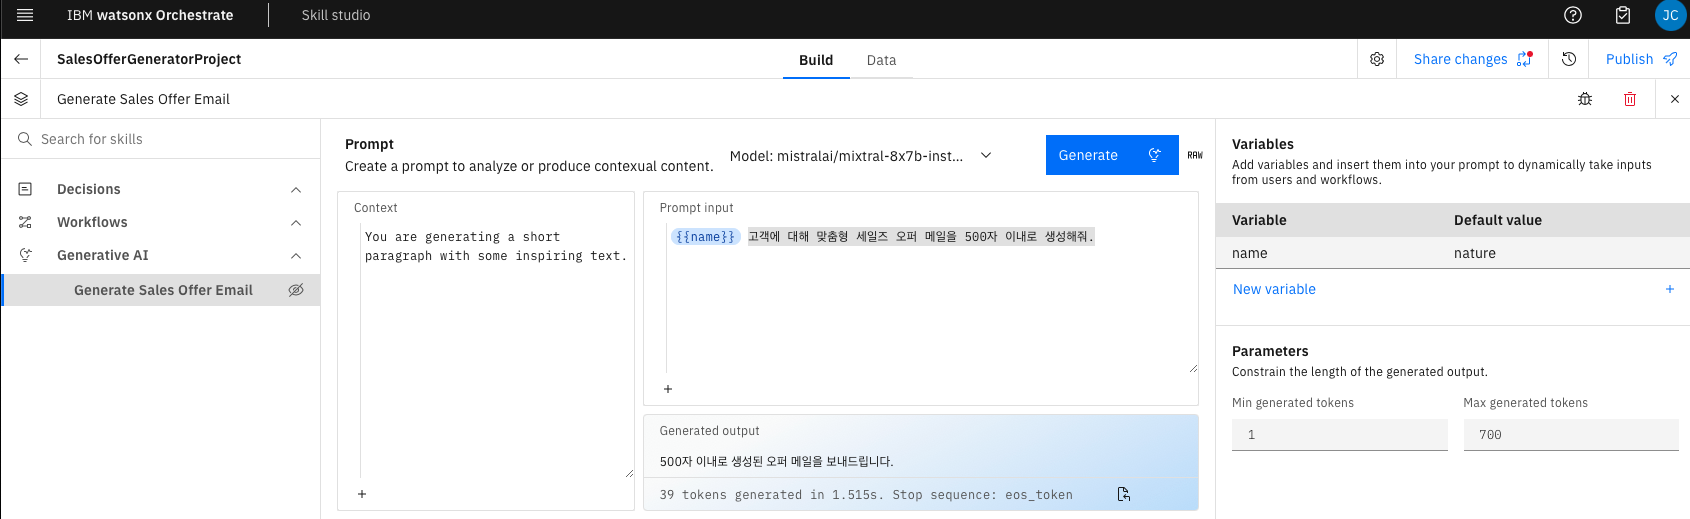 IBM watsonx Orchestrate
Skill studio
JC
SalesOfferGeneratorProject
Build
Data
Share changes
Publish
Generate Sales Offer Email
Search for skills
Decisions
Workflows
Generative AI
Generate Sales Offer Email
Prompt
Create a prompt to analyze or produce contexual content.
Model: mistralai/mixtral-8x7b-inst...
Generate
RAW
Context
You are generating a short
paragraph with some inspiring text.
+
Prompt input
{{name}} 고객에 대해 맞춤형 세일즈 오퍼 메일을 500자 이내로 생성해줘.
+
Generated output
500자 이내로 생성된 오퍼 메일을 보내드립니다.
39 tokens generated in 1.515s. Stop sequence: eos_token
Variables
Add variables and insert them into your prompt to dynamically take inputs
from users and workflows.
Variable Default value
name nature
New variable +
Parameters
Constrain the length of the generated output.
Min generated tokens Max generated tokens
1 700